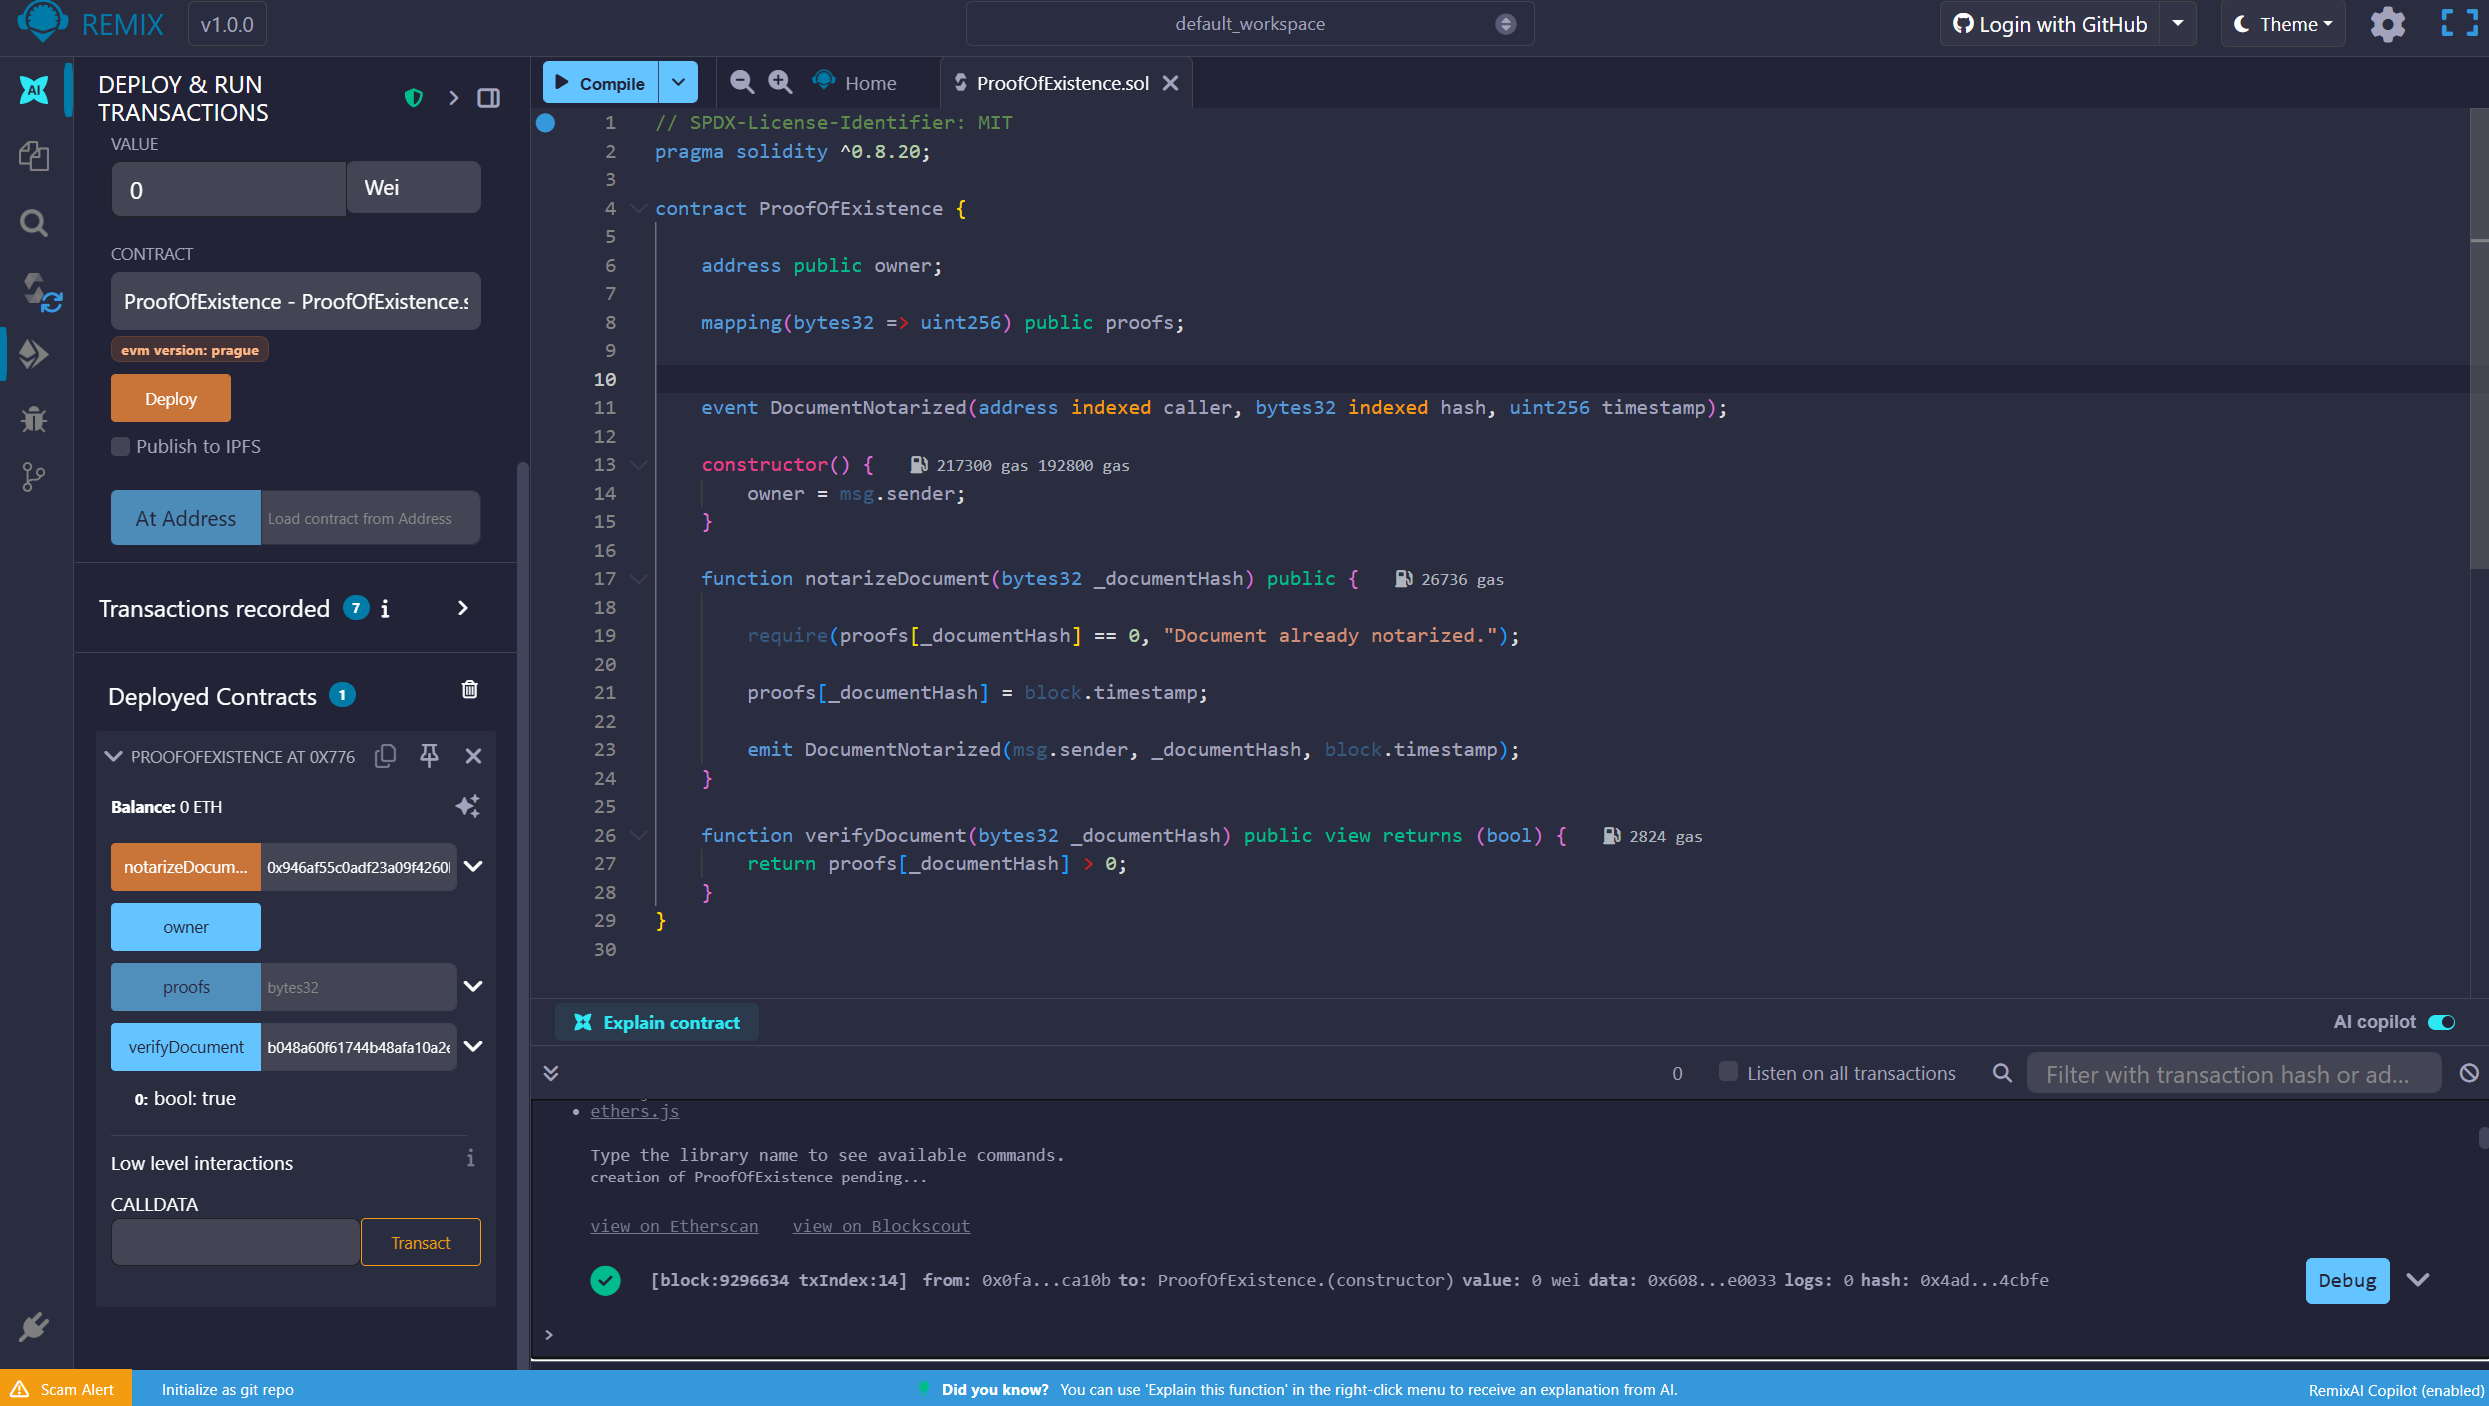 REMIX
v1.0.0
default_workspace
Login with GitHub
Theme
DEPLOY & RUN
TRANSACTIONS
VALUE
0
Wei
CONTRACT
ProofOfExistence - ProofOfExistence.s
evm version: prague
Deploy
Publish to IPFS
At Address
Load contract from Address
Transactions recorded 7 i
Deployed Contracts 1
PROOFOFEXISTENCE AT 0X776
Balance: 0 ETH
notarizeDocum...
0x946af55c0adf23a09f4260
owner
proofs
bytes32
verifyDocument
b048a60f61744b48afa10a2e
0: bool: true
Low level interactions
i
CALLDATA
Transact
Compile
Home
ProofOfExistence.sol
1 // SPDX-License-Identifier: MIT
2 pragma solidity ^0.8.20;
3
4 contract ProofOfExistence {
5
6 address public owner;
7
8 mapping(bytes32 => uint256) public proofs;
9
10
11 event DocumentNotarized(address indexed caller, bytes32 indexed hash, uint256 timestamp);
12
13 constructor() { 217300 gas 192800 gas
14 owner = msg.sender;
15 }
16
17 function notarizeDocument(bytes32 _documentHash) public { 26736 gas
18
19 require(proofs[_documentHash] == 0, "Document already notarized.");
20
21 proofs[_documentHash] = block.timestamp;
22
23 emit DocumentNotarized(msg.sender, _documentHash, block.timestamp);
24 }
25
26 function verifyDocument(bytes32 _documentHash) public view returns (bool) { 2824 gas
27 return proofs[_documentHash] > 0;
28 }
29 }
30
Explain contract
AI copilot
0
Listen on all transactions
Filter with transaction hash or ad...
• ethers.js
Type the library name to see available commands.
creation of ProofOfExistence pending...
view on Etherscan view on Blockscout
[block:9296634 txIndex:14] from: 0x0fa...ca10b to: ProofOfExistence.(constructor) value: 0 wei data: 0x608...e0033 logs: 0 hash: 0x4ad...4cbfe
Debug
>
Scam Alert
Initialize as git repo
Did you know? You can use 'Explain this function' in the right-click menu to receive an explanation from AI.
RemixAI Copilot (enabled)
AI